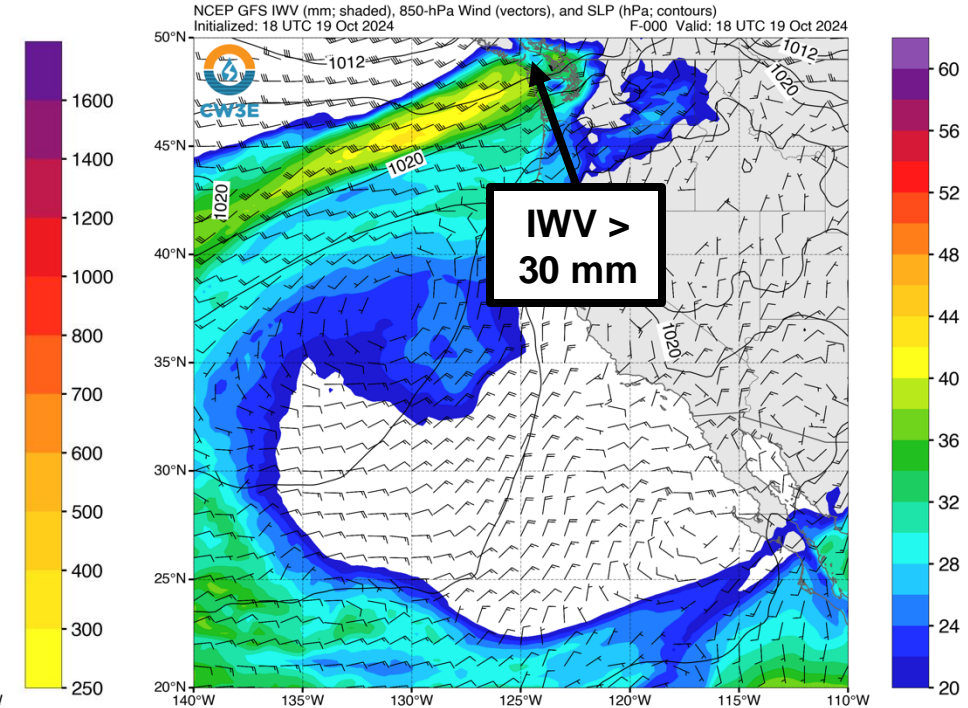 NCEP GFS IWV (mm; shaded), 850-hPa Wind (vectors), and SLP (hPa; contours)
Initialized: 18 UTC 19 Oct 2024 F-000 Valid: 18 UTC 19 Oct 2024
1600
1400
1200
1000
800
700
600
500
400
300
250
50°N
45°N
40°N
35°N
30°N
25°N
20°N
CW3E
1012
1012
1020
1020
1020
1020
IWV >
30 mm
140°W 135°W 130°W 125°W 120°W 115°W 110°W
60
56
52
48
44
40
36
32
28
24
20